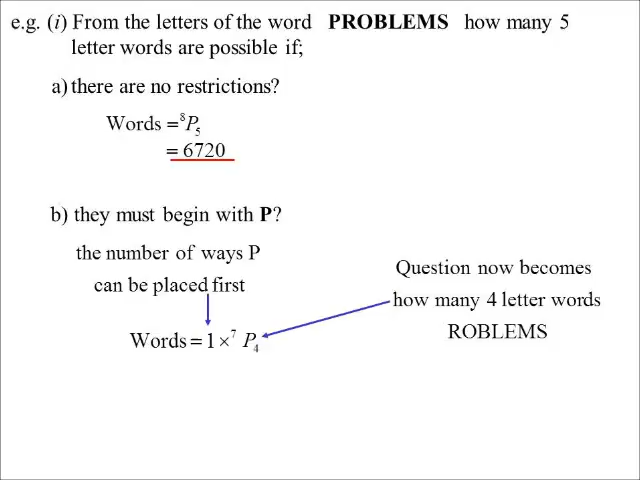 e.g. (i) From the letters of the word PROBLEMS how many 5
letter words are possible if;
a) there are no restrictions?
Words = ⁸P₅
= 6720
b) they must begin with P?
the number of ways P
can be placed first
Words = 1 × ⁷P₄
Question now becomes
how many 4 letter words
ROBLEMS